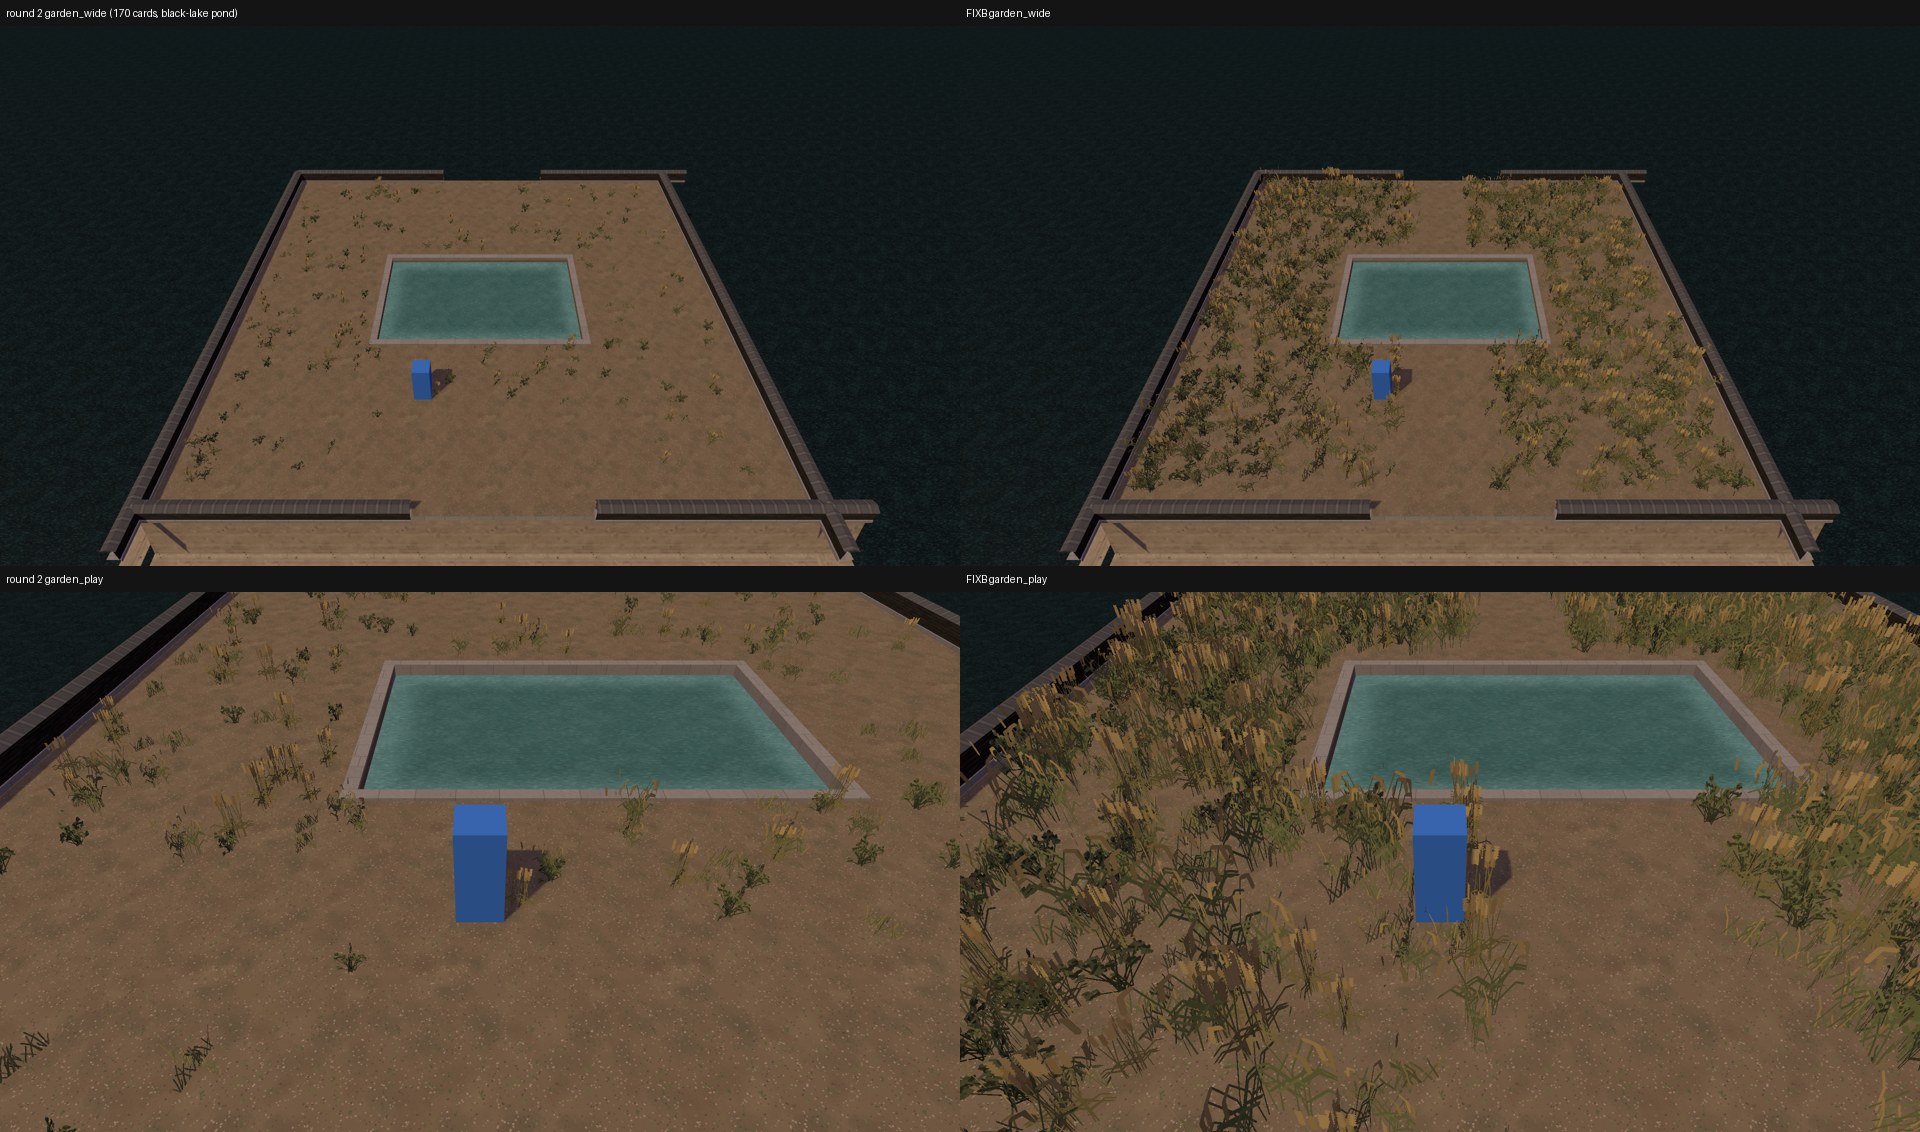 round 2 garden_wide (170 cards, black-lake pond)
FIXB garden_wide
round 2 garden_play
FIXB garden_play